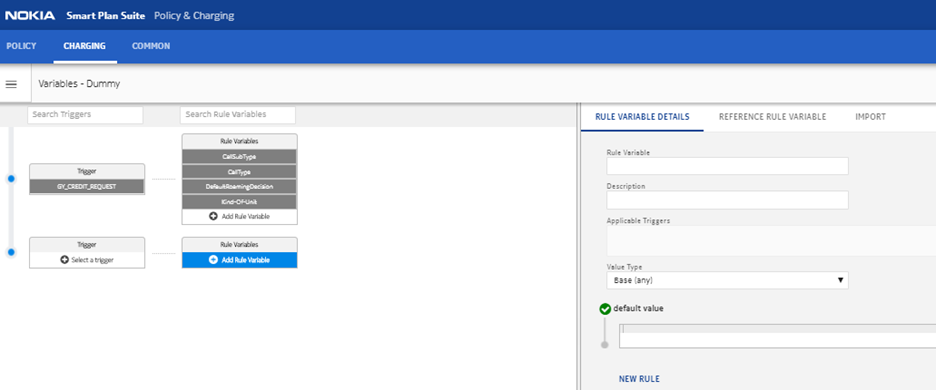 NOKIA Smart Plan Suite Policy & Charging
POLICY CHARGING COMMON
Variables - Dummy
Search Triggers
Search Rule Variables
Trigger
GY_CREDIT_REQUEST
Rule Variables
CallSubType
CallType
DefaultRoamingDecision
Kind-Of-Unit
Add Rule Variable
Trigger
Select a trigger
Rule Variables
Add Rule Variable
RULE VARIABLE DETAILS REFERENCE RULE VARIABLE IMPORT
Rule Variable
Description
Applicable Triggers
Value Type
Base (any)
default value
NEW RULE